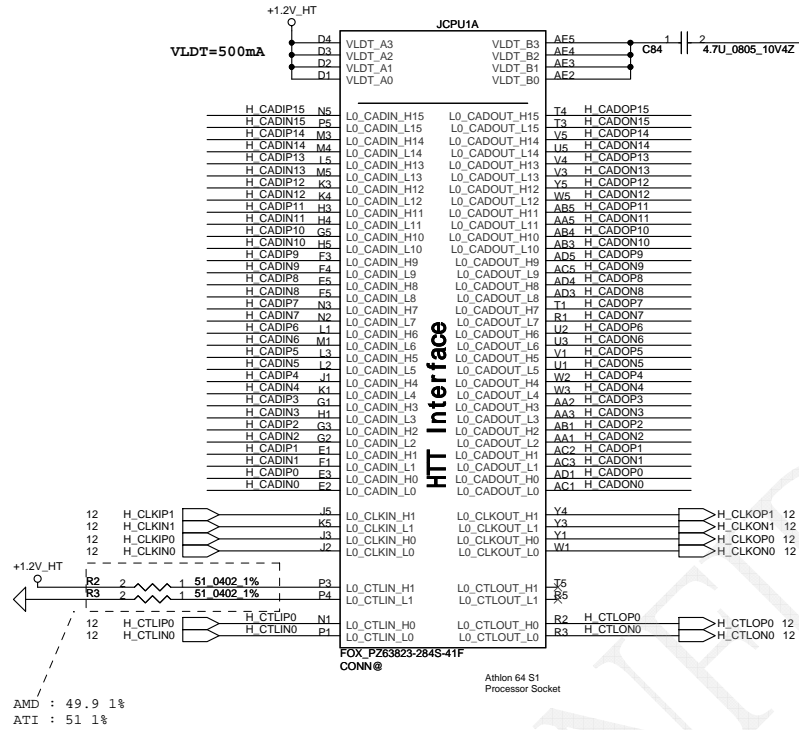 +1.2V_HT
JCPU1A
VLDT=500mA
D4 VLDT_A3 VLDT_B3 AE5
D3 VLDT_A2 VLDT_B2 AE4
D2 VLDT_A1 VLDT_B1 AE3
D1 VLDT_A0 VLDT_B0 AE2
C84 1 2 4.7U_0805_10V4Z
H_CADIP15 N5 L0_CADIN_H15 L0_CADOUT_H15 T4 H_CADOP15
H_CADIN15 P5 L0_CADIN_L15 L0_CADOUT_L15 T3 H_CADON15
H_CADIP14 M3 L0_CADIN_H14 L0_CADOUT_H14 V5 H_CADOP14
H_CADIN14 M4 L0_CADIN_L14 L0_CADOUT_L14 U5 H_CADON14
H_CADIP13 L5 L0_CADIN_H13 L0_CADOUT_H13 V4 H_CADOP13
H_CADIN13 M5 L0_CADIN_L13 L0_CADOUT_L13 V3 H_CADON13
H_CADIP12 K3 L0_CADIN_H12 L0_CADOUT_H12 Y5 H_CADOP12
H_CADIN12 K4 L0_CADIN_L12 L0_CADOUT_L12 W5 H_CADON12
H_CADIP11 H3 L0_CADIN_H11 L0_CADOUT_H11 AB5 H_CADOP11
H_CADIN11 H4 L0_CADIN_L11 L0_CADOUT_L11 AA5 H_CADON11
H_CADIP10 G5 L0_CADIN_H10 L0_CADOUT_H10 AB4 H_CADOP10
H_CADIN10 H5 L0_CADIN_L10 L0_CADOUT_L10 AB3 H_CADON10
H_CADIP9 F3 L0_CADIN_H9 L0_CADOUT_H9 AD5 H_CADOP9
H_CADIN9 F4 L0_CADIN_L9 L0_CADOUT_L9 AC5 H_CADON9
H_CADIP8 E5 L0_CADIN_H8 L0_CADOUT_H8 AD4 H_CADOP8
H_CADIN8 F5 L0_CADIN_L8 L0_CADOUT_L8 AD3 H_CADON8
H_CADIP7 N3 L0_CADIN_H7 L0_CADOUT_H7 T1 H_CADOP7
H_CADIN7 N2 L0_CADIN_L7 L0_CADOUT_L7 R1 H_CADON7
H_CADIP6 L1 L0_CADIN_H6 L0_CADOUT_H6 U2 H_CADOP6
H_CADIN6 M1 L0_CADIN_L6 L0_CADOUT_L6 U3 H_CADON6
H_CADIP5 L3 L0_CADIN_H5 L0_CADOUT_H5 V1 H_CADOP5
H_CADIN5 L2 L0_CADIN_L5 L0_CADOUT_L5 U1 H_CADON5
H_CADIP4 J1 L0_CADIN_H4 L0_CADOUT_H4 W2 H_CADOP4
H_CADIN4 K1 L0_CADIN_L4 L0_CADOUT_L4 W3 H_CADON4
H_CADIP3 G1 L0_CADIN_H3 L0_CADOUT_H3 AA2 H_CADOP3
H_CADIN3 H1 L0_CADIN_L3 L0_CADOUT_L3 AA3 H_CADON3
H_CADIP2 G3 L0_CADIN_H2 L0_CADOUT_H2 AB1 H_CADOP2
H_CADIN2 G2 L0_CADIN_L2 L0_CADOUT_L2 AA1 H_CADON2
H_CADIP1 E1 L0_CADIN_H1 L0_CADOUT_H1 AC2 H_CADOP1
H_CADIN1 F1 L0_CADIN_L1 L0_CADOUT_L1 AC3 H_CADON1
H_CADIP0 E3 L0_CADIN_H0 L0_CADOUT_H0 AD1 H_CADOP0
H_CADIN0 E2 L0_CADIN_L0 L0_CADOUT_L0 AC1 H_CADON0
HTT Interface
12 H_CLKIP1 J5 L0_CLKIN_H1 L0_CLKOUT_H1 Y4 H_CLKOP1 12
12 H_CLKIN1 K5 L0_CLKIN_L1 L0_CLKOUT_L1 Y3 H_CLKON1 12
12 H_CLKIP0 J3 L0_CLKIN_H0 L0_CLKOUT_H0 Y1 H_CLKOP0 12
12 H_CLKIN0 J2 L0_CLKIN_L0 L0_CLKOUT_L0 W1 H_CLKON0 12
+1.2V_HT
R2 2 1 51_0402_1% P3 L0_CTLIN_H1 L0_CTLOUT_H1 T5
R3 2 1 51_0402_1% P4 L0_CTLIN_L1 L0_CTLOUT_L1 R5
12 H_CTLIP0 H_CTLIP0 N1 L0_CTLIN_H0 L0_CTLOUT_H0 R2 H_CTLOP0 H_CTLOP0 12
12 H_CTLIN0 H_CTLIN0 P1 L0_CTLIN_L0 L0_CTLOUT_L0 R3 H_CTLON0 H_CTLON0 12
FOX_PZ63823-284S-41F
CONN@
Athlon 64 S1
Processor Socket
AMD : 49.9 1%
ATI : 51 1%